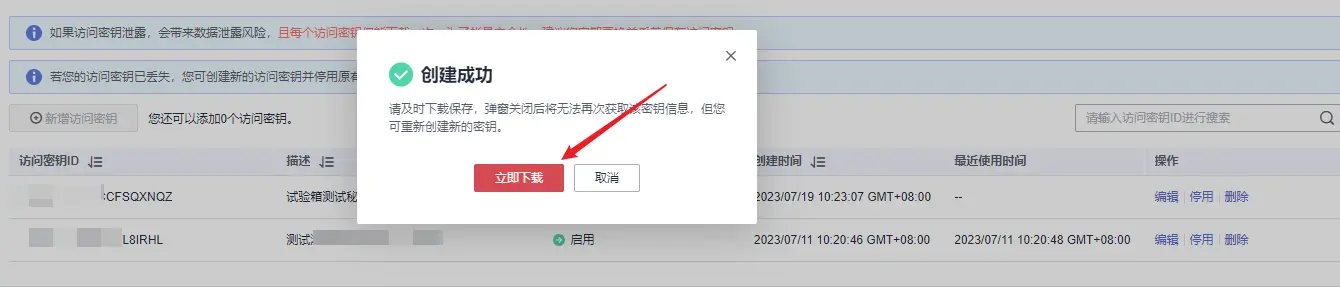 如果访问密钥泄露，会带来数据泄露风险，且每个访问密钥
创建成功
若您的访问密钥已丢失，您可创建新的访问密钥并停用原有
请及时下载保存，弹窗关闭后将无法再次获取该密钥信息，但您
可重新创建新的密钥。
新增访问密钥 您还可以添加0个访问密钥。
请输入访问密钥ID进行搜索
立即下载 取消
访问密钥ID 描述 创建时间 最近使用时间 操作
CFSQXNQZ 试验箱测试秘 2023/07/19 10:23:07 GMT+08:00 -- 编辑 停用 删除
L8IRHL 测试 启用 2023/07/11 10:20:46 GMT+08:00 2023/07/11 10:20:48 GMT+08:00 编辑 停用 删除